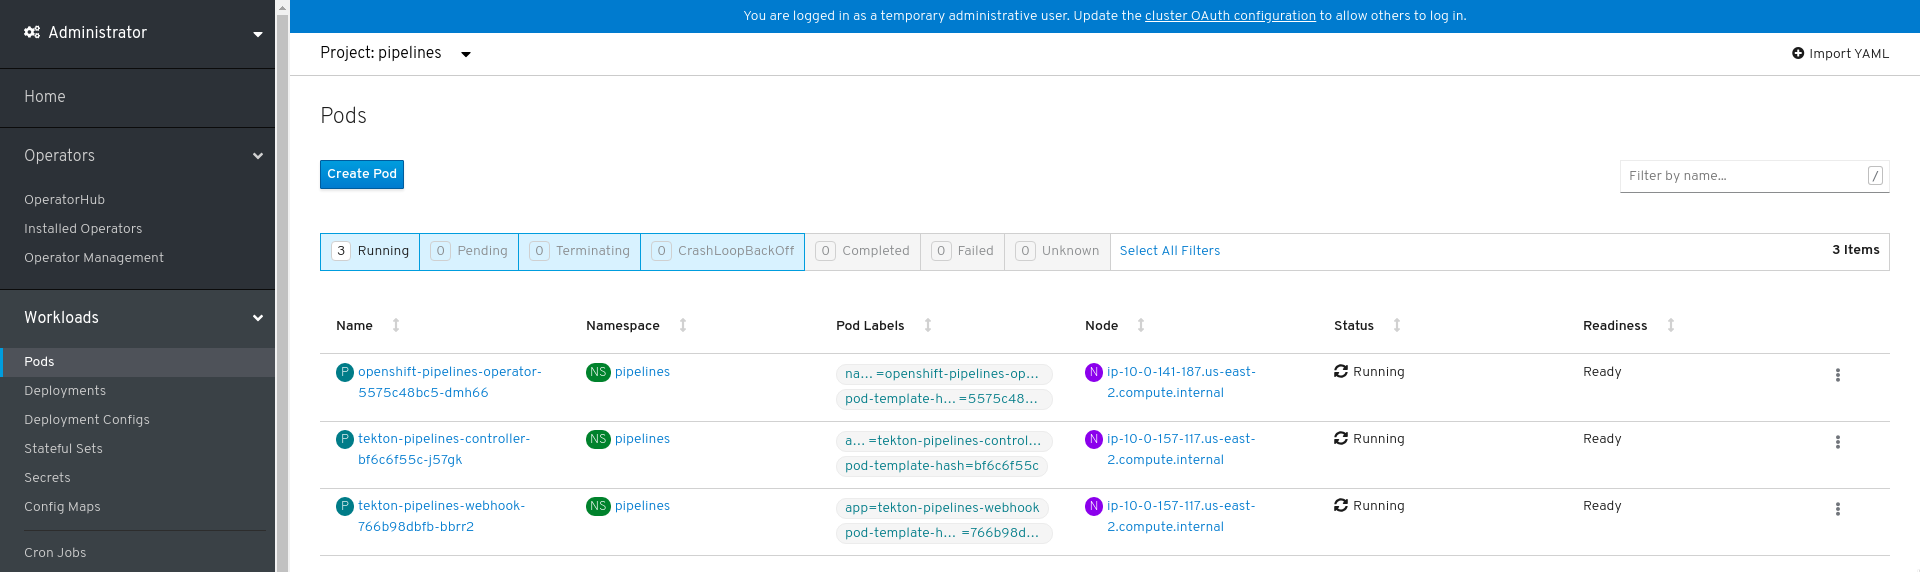 You are logged in as a temporary administrative user. Update the cluster OAuth configuration to allow others to log in.
Administrator
Home
Operators
OperatorHub
Installed Operators
Operator Management
Workloads
Pods
Deployments
Deployment Configs
Stateful Sets
Secrets
Config Maps
Cron Jobs
Project: pipelines
Import YAML
Pods
Create Pod
Filter by name... /
3 Running 0 Pending 0 Terminating 0 CrashLoopBackOff 0 Completed 0 Failed 0 Unknown Select All Filters 3 Items
Name Namespace Pod Labels Node Status Readiness
P openshift-pipelines-operator- NS pipelines na... =openshift-pipelines-op... N ip-10-0-141-187.us-east- Running Ready
5575c48bc5-dmh66 pod-template-h... =5575c48... 2.compute.internal
P tekton-pipelines-controller- NS pipelines a... =tekton-pipelines-control... N ip-10-0-157-117.us-east- Running Ready
bf6c6f55c-j57gk pod-template-hash=bf6c6f55c 2.compute.internal
P tekton-pipelines-webhook- NS pipelines app=tekton-pipelines-webhook N ip-10-0-157-117.us-east- Running Ready
766b98dbfb-bbrr2 pod-template-h... =766b98d... 2.compute.internal